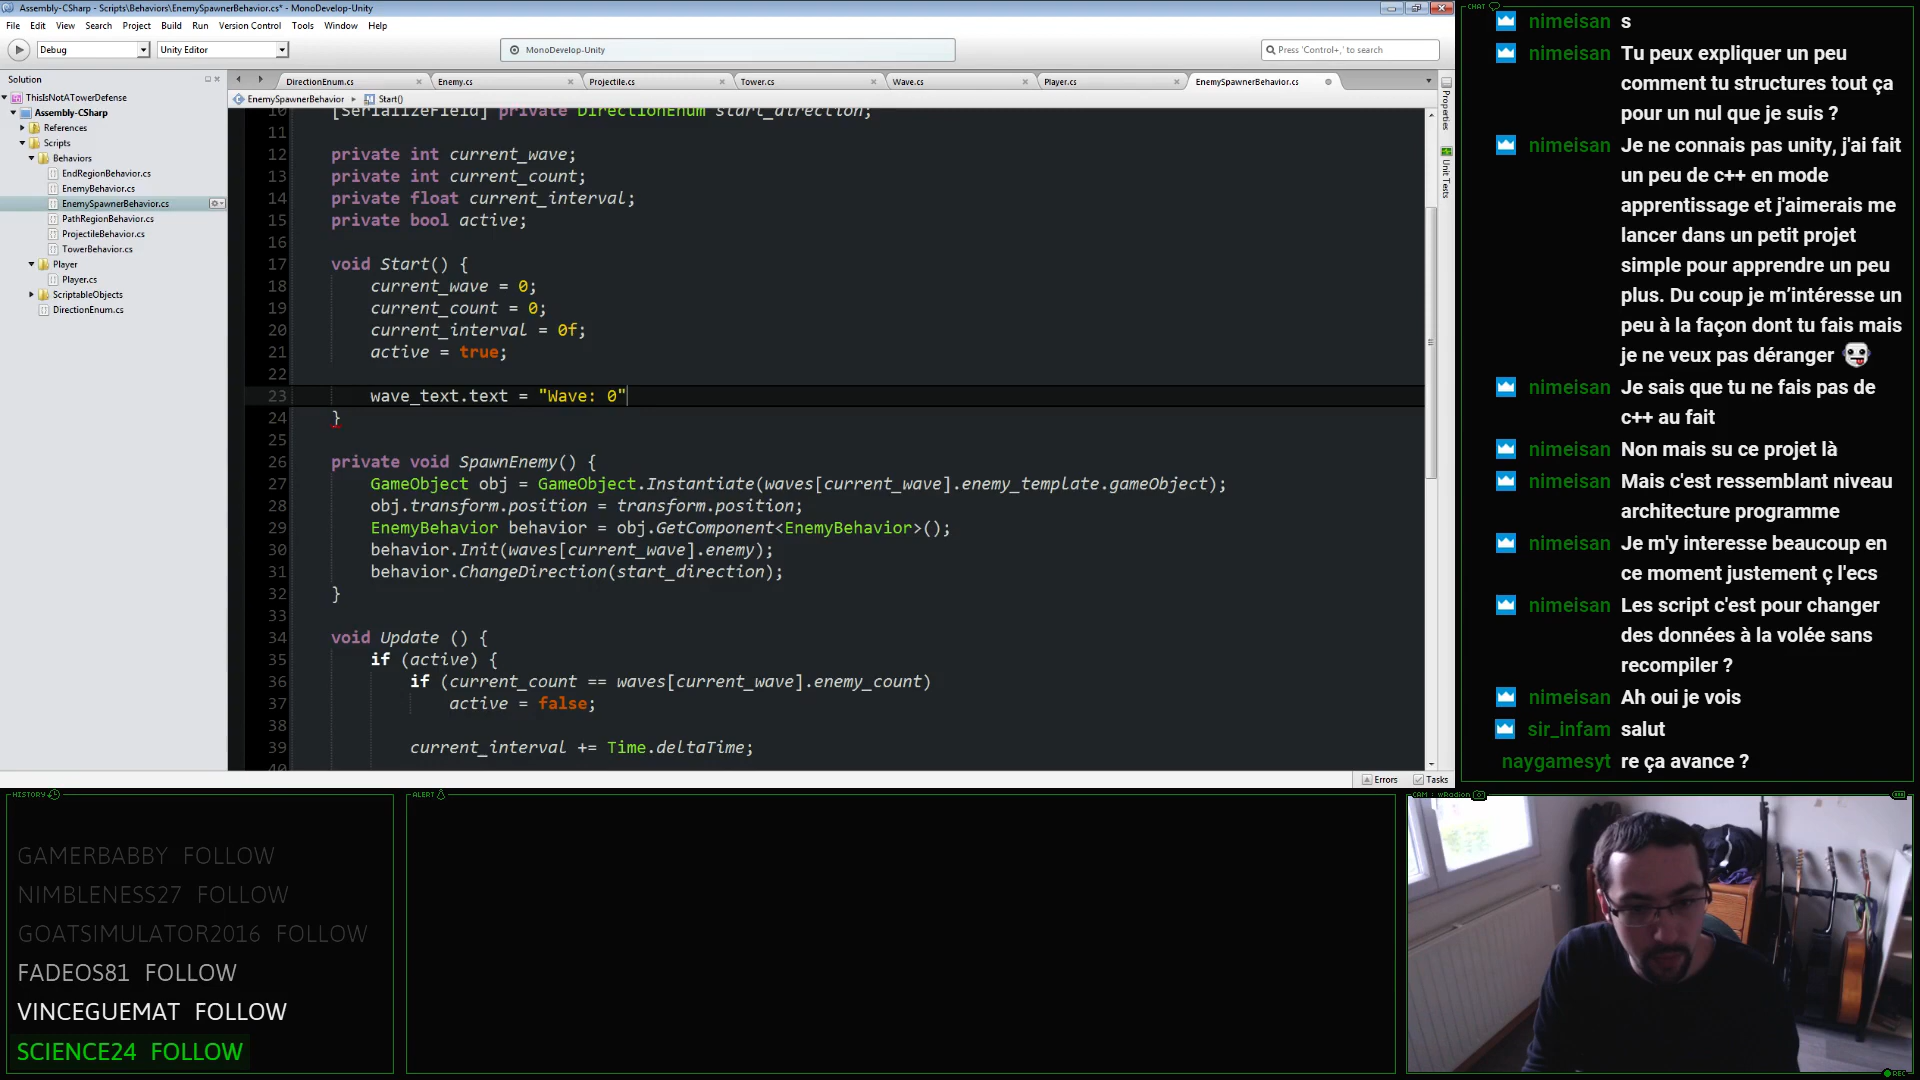 Assembly-CSharp - Scripts\Behaviors\EnemySpawnerBehavior.cs* - MonoDevelop-Unity
File Edit View Search Project Build Run Version Control Tools Window Help
Debug Unity Editor MonoDevelop-Unity Press 'Control+,' to search
Solution
DirectionEnum.cs Enemy.cs Projectile.cs Tower.cs Wave.cs Player.cs EnemySpawnerBehavior.cs
EnemySpawnerBehavior Start()
ThisIsNotATowerDefense
Assembly-CSharp
References
Scripts
Behaviors
EndRegionBehavior.cs
EnemyBehavior.cs
EnemySpawnerBehavior.cs
PathRegionBehavior.cs
ProjectileBehavior.cs
TowerBehavior.cs
Player
Player.cs
ScriptableObjects
DirectionEnum.cs
10 [SerializeField] private DirectionEnum start_direction;
11
12 private int current_wave;
13 private int current_count;
14 private float current_interval;
15 private bool active;
16
17 void Start() {
18 current_wave = 0;
19 current_count = 0;
20 current_interval = 0f;
21 active = true;
22
23 wave_text.text = "Wave: 0"
24 }
25
26 private void SpawnEnemy() {
27 GameObject obj = GameObject.Instantiate(waves[current_wave].enemy_template.gameObject);
28 obj.transform.position = transform.position;
29 EnemyBehavior behavior = obj.GetComponent<EnemyBehavior>();
30 behavior.Init(waves[current_wave].enemy);
31 behavior.ChangeDirection(start_direction);
32 }
33
34 void Update () {
35 if (active) {
36 if (current_count == waves[current_wave].enemy_count)
37 active = false;
38
39 current_interval += Time.deltaTime;
40
Properties
Unit Tests
Errors Tasks
CHAT
nimeisan s
nimeisan Tu peux expliquer un peu
comment tu structures tout ça
pour un nul que je suis ?
nimeisan Je ne connais pas unity, j'ai fait
un peu de c++ en mode
apprentissage et j'aimerais me
lancer dans un petit projet
simple pour apprendre un peu
plus. Du coup je m’intéresse un
peu à la façon dont tu fais mais
je ne veux pas déranger
nimeisan Je sais que tu ne fais pas de
c++ au fait
nimeisan Non mais su ce projet là
nimeisan Mais c'est ressemblant niveau
architecture programme
nimeisan Je m'y interesse beaucoup en
ce moment justement ç l'ecs
nimeisan Les script c'est pour changer
des données à la volée sans
recompiler ?
nimeisan Ah oui je vois
sir_infam salut
naygamesyt re ça avance ?
HISTORY
GAMERBABBY FOLLOW
NIMBLENESS27 FOLLOW
GOATSIMULATOR2016 FOLLOW
FADEOS81 FOLLOW
VINCEGUEMAT FOLLOW
SCIENCE24 FOLLOW
ALERT
CAM : wRadion
REC